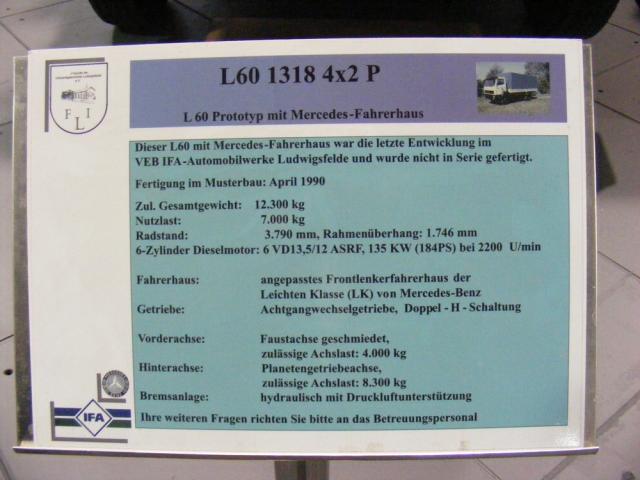 L60 1318 4x2 P
L 60 Prototyp mit Mercedes-Fahrerhaus
F I
L
Dieser L60 mit Mercedes-Fahrerhaus war die letzte Entwicklung im
VEB IFA-Automobilwerke Ludwigsfelde und wurde nicht in Serie gefertigt.
Fertigung im Musterbau: April 1990
Zul. Gesamtgewicht: 12.300 kg
Nutzlast: 7.000 kg
Radstand: 3.790 mm, Rahmenüberhang: 1.746 mm
6-Zylinder Dieselmotor: 6 VD13,5/12 ASRF, 135 KW (184PS) bei 2200 U/min
Fahrerhaus: angepasstes Frontlenkerfahrerhaus der
Leichten Klasse (LK) von Mercedes-Benz
Getriebe: Achtgangwechselgetriebe, Doppel - H - Schaltung
Vorderachse: Faustachse geschmiedet,
zulässige Achslast: 4.000 kg
Hinterachse: Planetengetriebeachse,
zulässige Achslast: 8.300 kg
Bremsanlage: hydraulisch mit Druckluftunterstützung
Ihre weiteren Fragen richten Sie bitte an das Betreuungspersonal
IFA